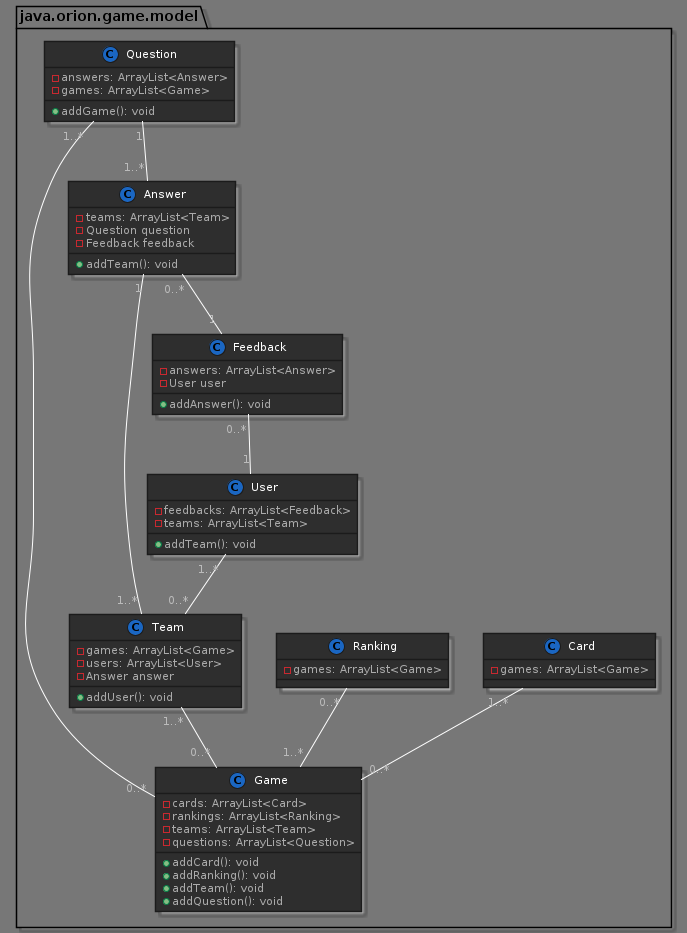 java.orion.game.model
C Question
answers: ArrayList<Answer>
games: ArrayList<Game>
addGame(): void
1..*
1
1..*
C Answer
teams: ArrayList<Team>
Question question
Feedback feedback
addTeam(): void
1
0..*
1
C Feedback
answers: ArrayList<Answer>
User user
addAnswer(): void
0..*
1
C User
feedbacks: ArrayList<Feedback>
teams: ArrayList<Team>
addTeam(): void
1..*
1..*
0..*
C Team
games: ArrayList<Game>
users: ArrayList<User>
Answer answer
addUser(): void
C Ranking
games: ArrayList<Game>
C Card
games: ArrayList<Game>
1..*
0..*
1..*
0..*
1..*
0..*
0..*
C Game
cards: ArrayList<Card>
rankings: ArrayList<Ranking>
teams: ArrayList<Team>
questions: ArrayList<Question>
addCard(): void
addRanking(): void
addTeam(): void
addQuestion(): void